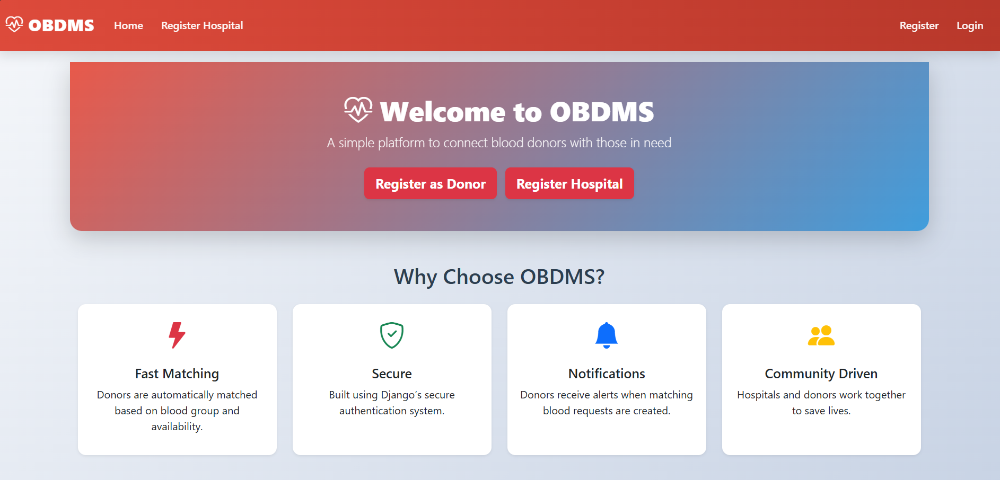 OBDMS Home Register Hospital Register Login
Welcome to OBDMS
A simple platform to connect blood donors with those in need
Register as Donor Register Hospital
Why Choose OBDMS?
Fast Matching
Donors are automatically matched
based on blood group and
availability.
Secure
Built using Django’s secure
authentication system.
Notifications
Donors receive alerts when matching
blood requests are created.
Community Driven
Hospitals and donors work together
to save lives.